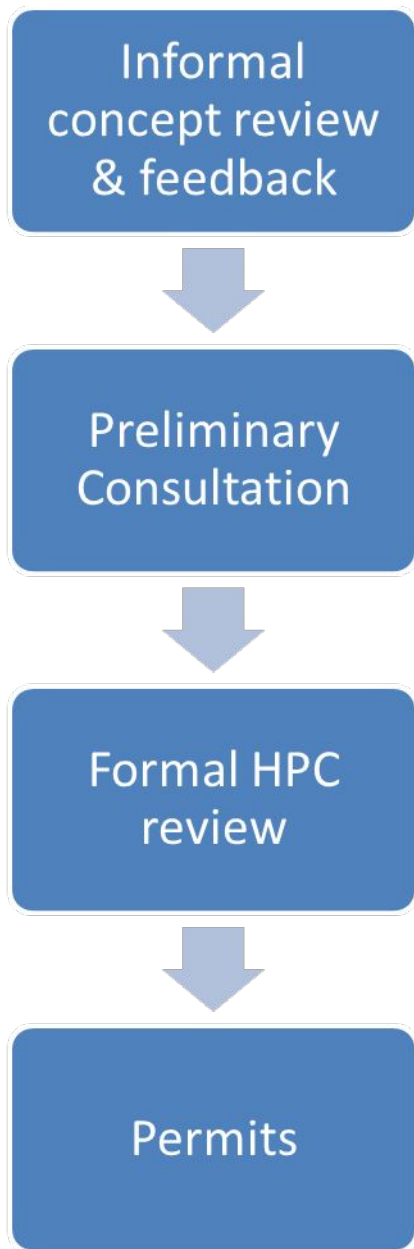 Informal
concept review
& feedback
Preliminary
Consultation
Formal HPC
review
Permits